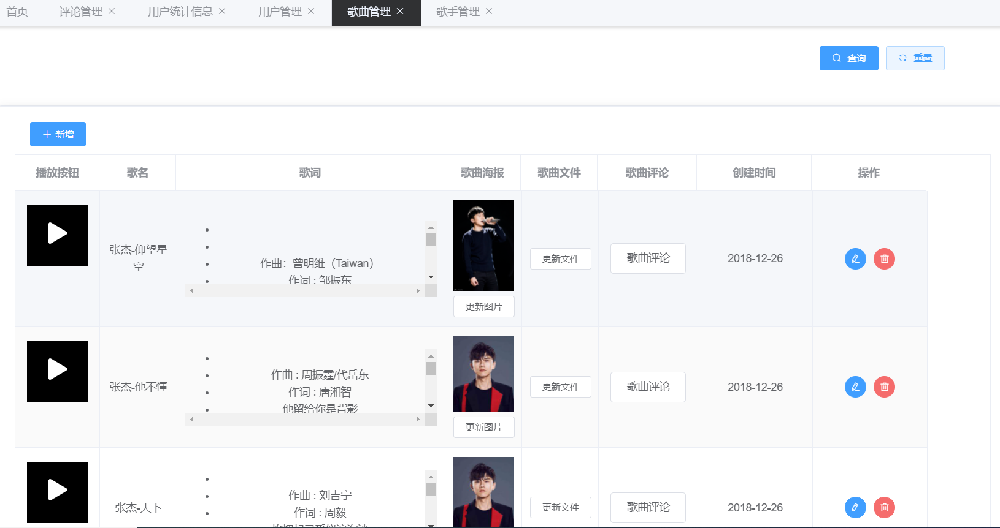 首页 评论管理 用户统计信息 用户管理 歌曲管理 歌手管理
查询 重置
新增
播放按钮 歌名 歌词 歌曲海报 歌曲文件 歌曲评论 创建时间 操作
张杰-仰望星
空
作曲：曾明维（Taiwan）
作词 : 邹振东
更新图片
更新文件
歌曲评论
2018-12-26
张杰-他不懂
作曲 : 周振霆/代岳东
作词 : 唐湘智
他留给你是背影
更新图片
更新文件
歌曲评论
2018-12-26
张杰-天下
作曲 : 刘吉宁
作词 : 周毅
更新文件
歌曲评论
2018-12-26